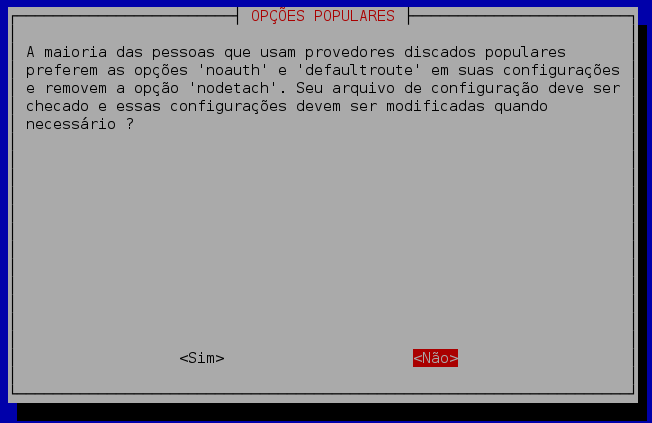 OPÇÕES POPULARES
A maioria das pessoas que usam provedores discados populares
preferem as opções 'noauth' e 'defaultroute' em suas configurações
e removem a opção 'nodetach'. Seu arquivo de configuração deve ser
checado e essas configurações devem ser modificadas quando
necessário ?
<Sim> <Não>